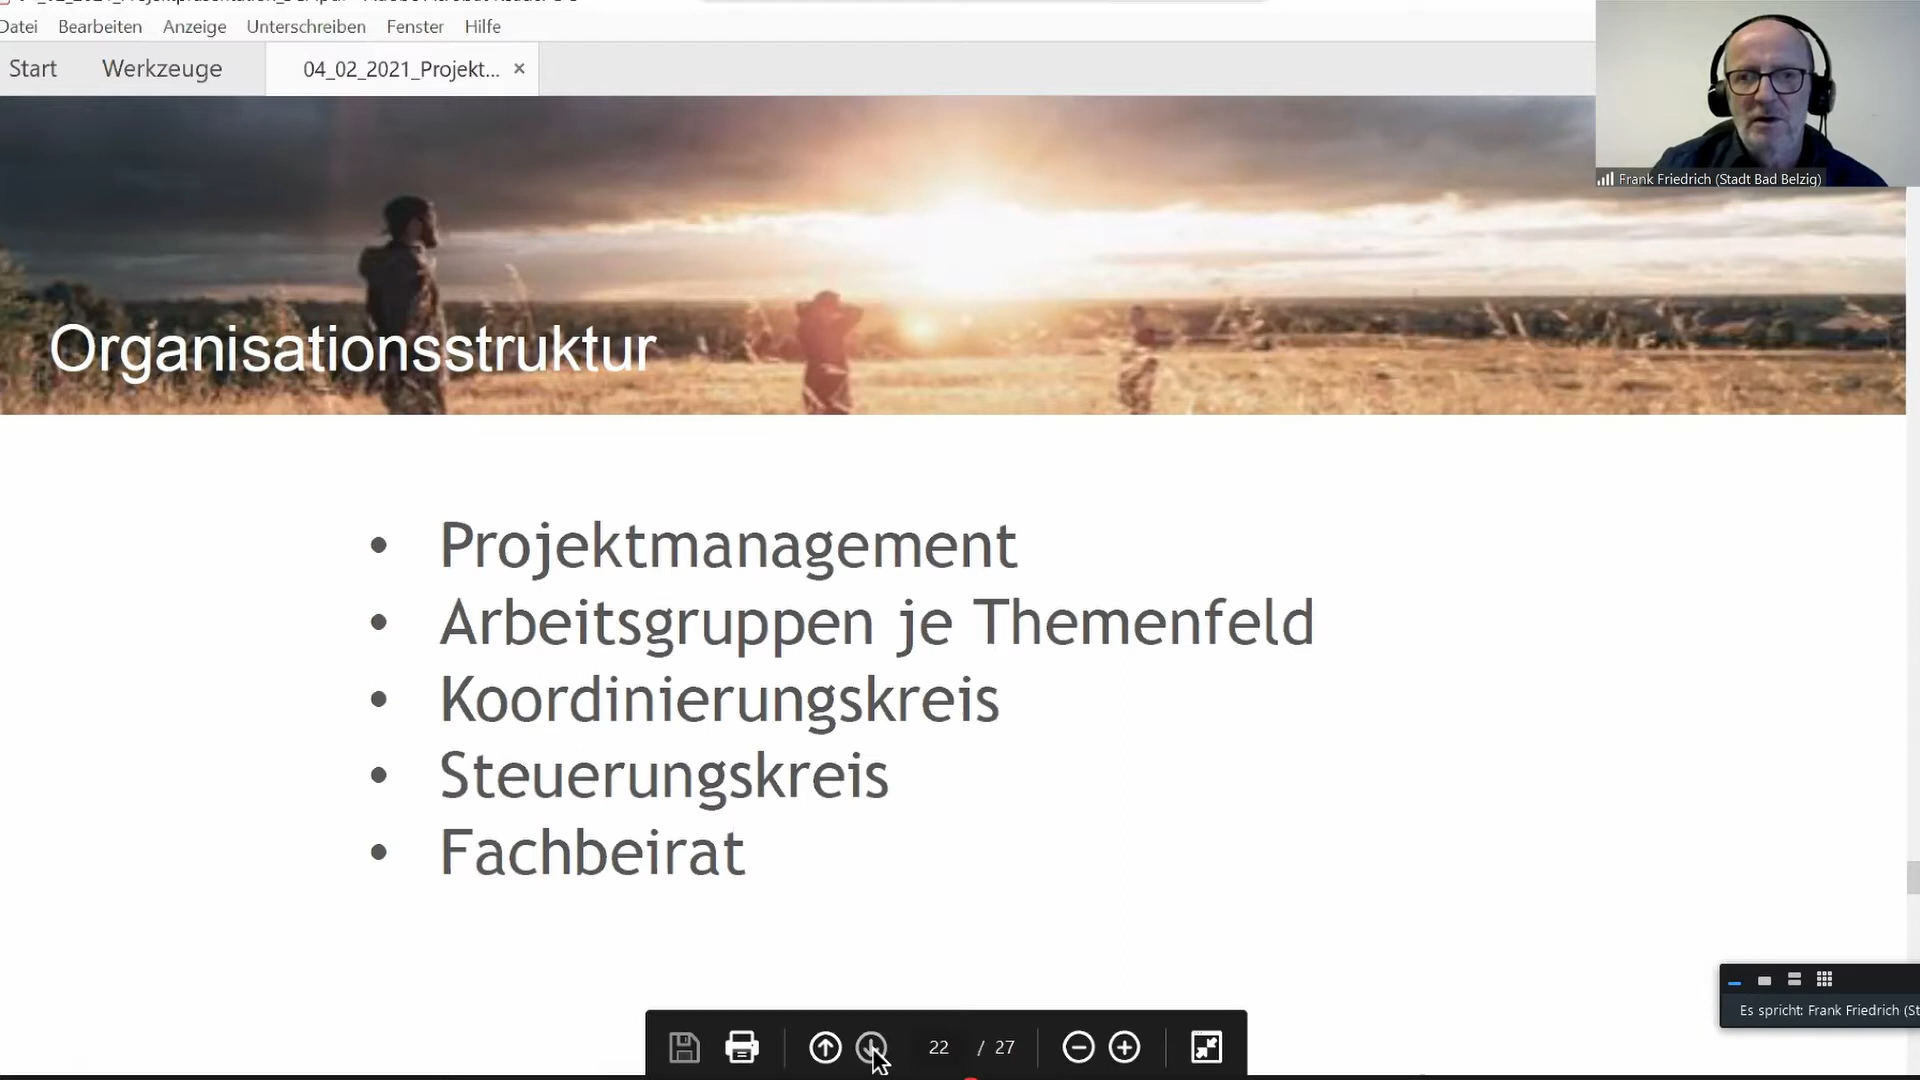 Datei Bearbeiten Anzeige Unterschreiben Fenster Hilfe
Start Werkzeuge 04_02_2021_Projekt... ×
Frank Friedrich (Stadt Bad Belzig)
Organisationsstruktur
• Projektmanagement
• Arbeitsgruppen je Themenfeld
• Koordinierungskreis
• Steuerungskreis
• Fachbeirat
Es spricht: Frank Friedrich (St
22 / 27